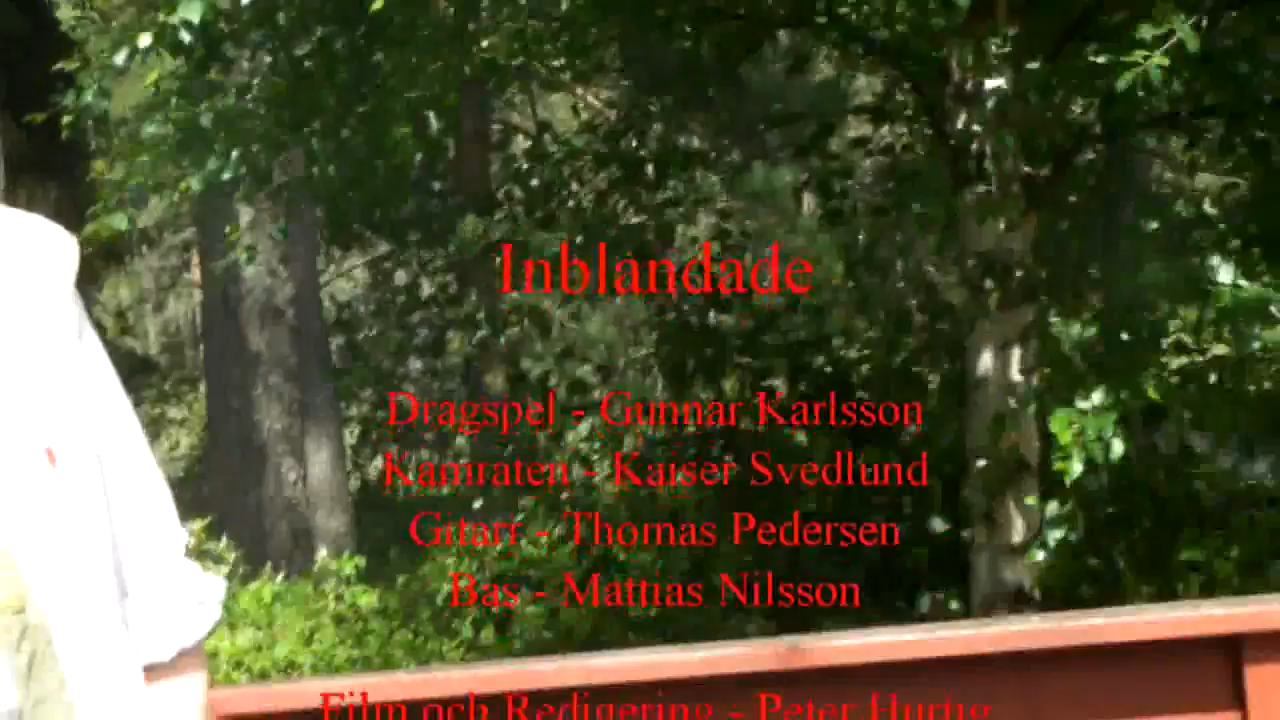 Inblandade
Dragspel - Gunnar Karlsson
Kamraten - Kaiser Svedlund
Gitarr - Thomas Pedersen
Bas - Mattias Nilsson
Film och Redigering - Peter Hurtig